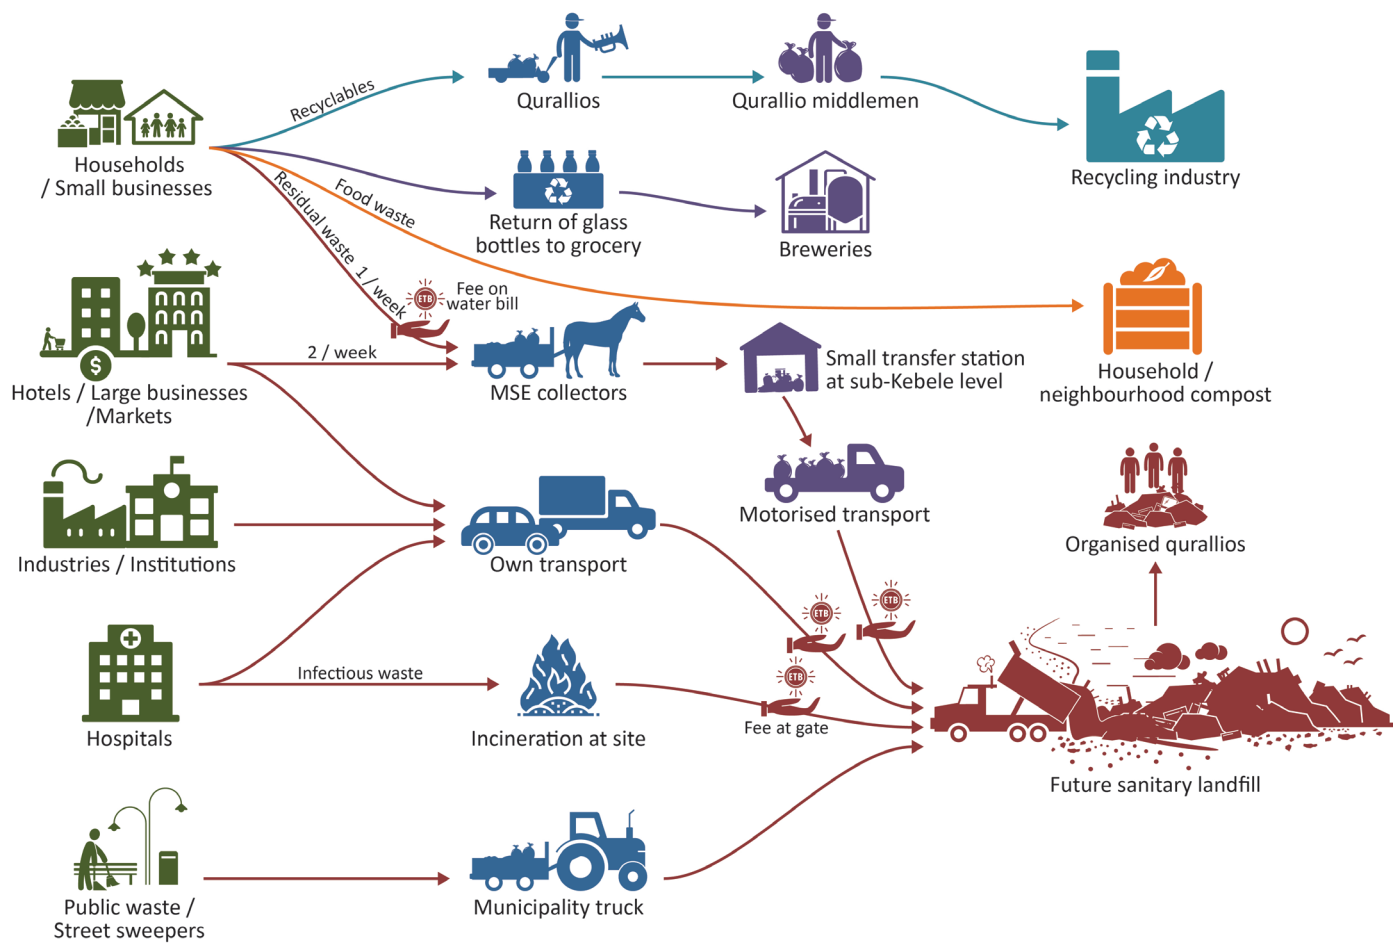 Recyclables
Qurallios
Qurallio middlemen
Households
/ Small businesses
Recycling industry
Residual waste 1 / week
Food waste
Return of glass
bottles to grocery
Breweries
ETB
Fee on
water bill
2 / week
MSE collectors
Small transfer station
at sub-Kebele level
Household /
neighbourhood compost
$
Hotels / Large businesses
/Markets
Motorised transport
Organised qurallios
Industries / Institutions
Own transport
ETB
ETB
Hospitals
Infectious waste
Incineration at site
ETB
Fee at gate
Future sanitary landfill
Public waste /
Street sweepers
Municipality truck